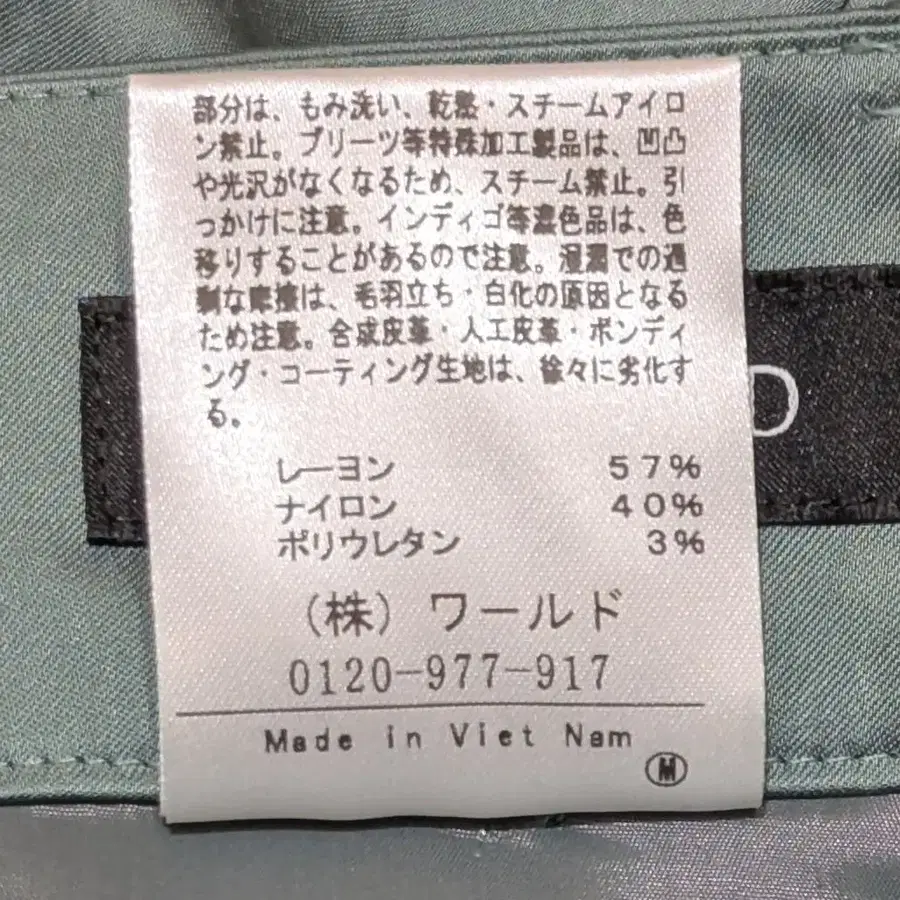 部分は、もみ洗い、乾燥・スチームアイロ
ン禁止。プリーツ等特殊加工製品は、凹凸
や光沢がなくなるため、スチーム禁止。引
っかけに注意。インディゴ等濃色品は、色
移りすることがあるので注意。湿潤での過
剰な摩擦は、毛羽立ち・白化の原因となる
ため注意。合成皮革・人工皮革・ボンディ
ング・コーティング生地は、徐々に劣化す
る。
レーヨン 57%
ナイロン 40%
ポリウレタン 3%
(株) ワールド
0120-977-917
Made in Viet Nam
M
D